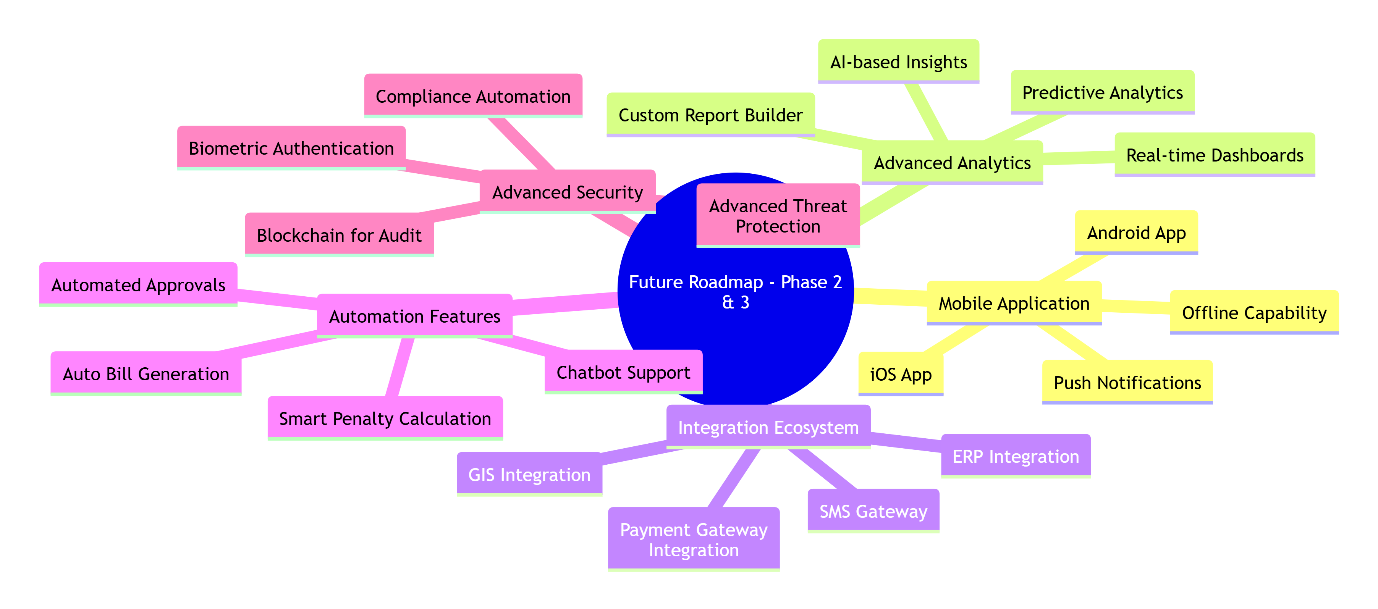 Future Roadmap - Phase 2
& 3
Advanced Analytics
AI-based Insights
Predictive Analytics
Custom Report Builder
Real-time Dashboards
Mobile Application
Android App
Offline Capability
iOS App
Push Notifications
Integration Ecosystem
ERP Integration
GIS Integration
SMS Gateway
Payment Gateway
Integration
Automation Features
Automated Approvals
Auto Bill Generation
Smart Penalty Calculation
Chatbot Support
Advanced Security
Compliance Automation
Biometric Authentication
Blockchain for Audit
Advanced Threat
Protection